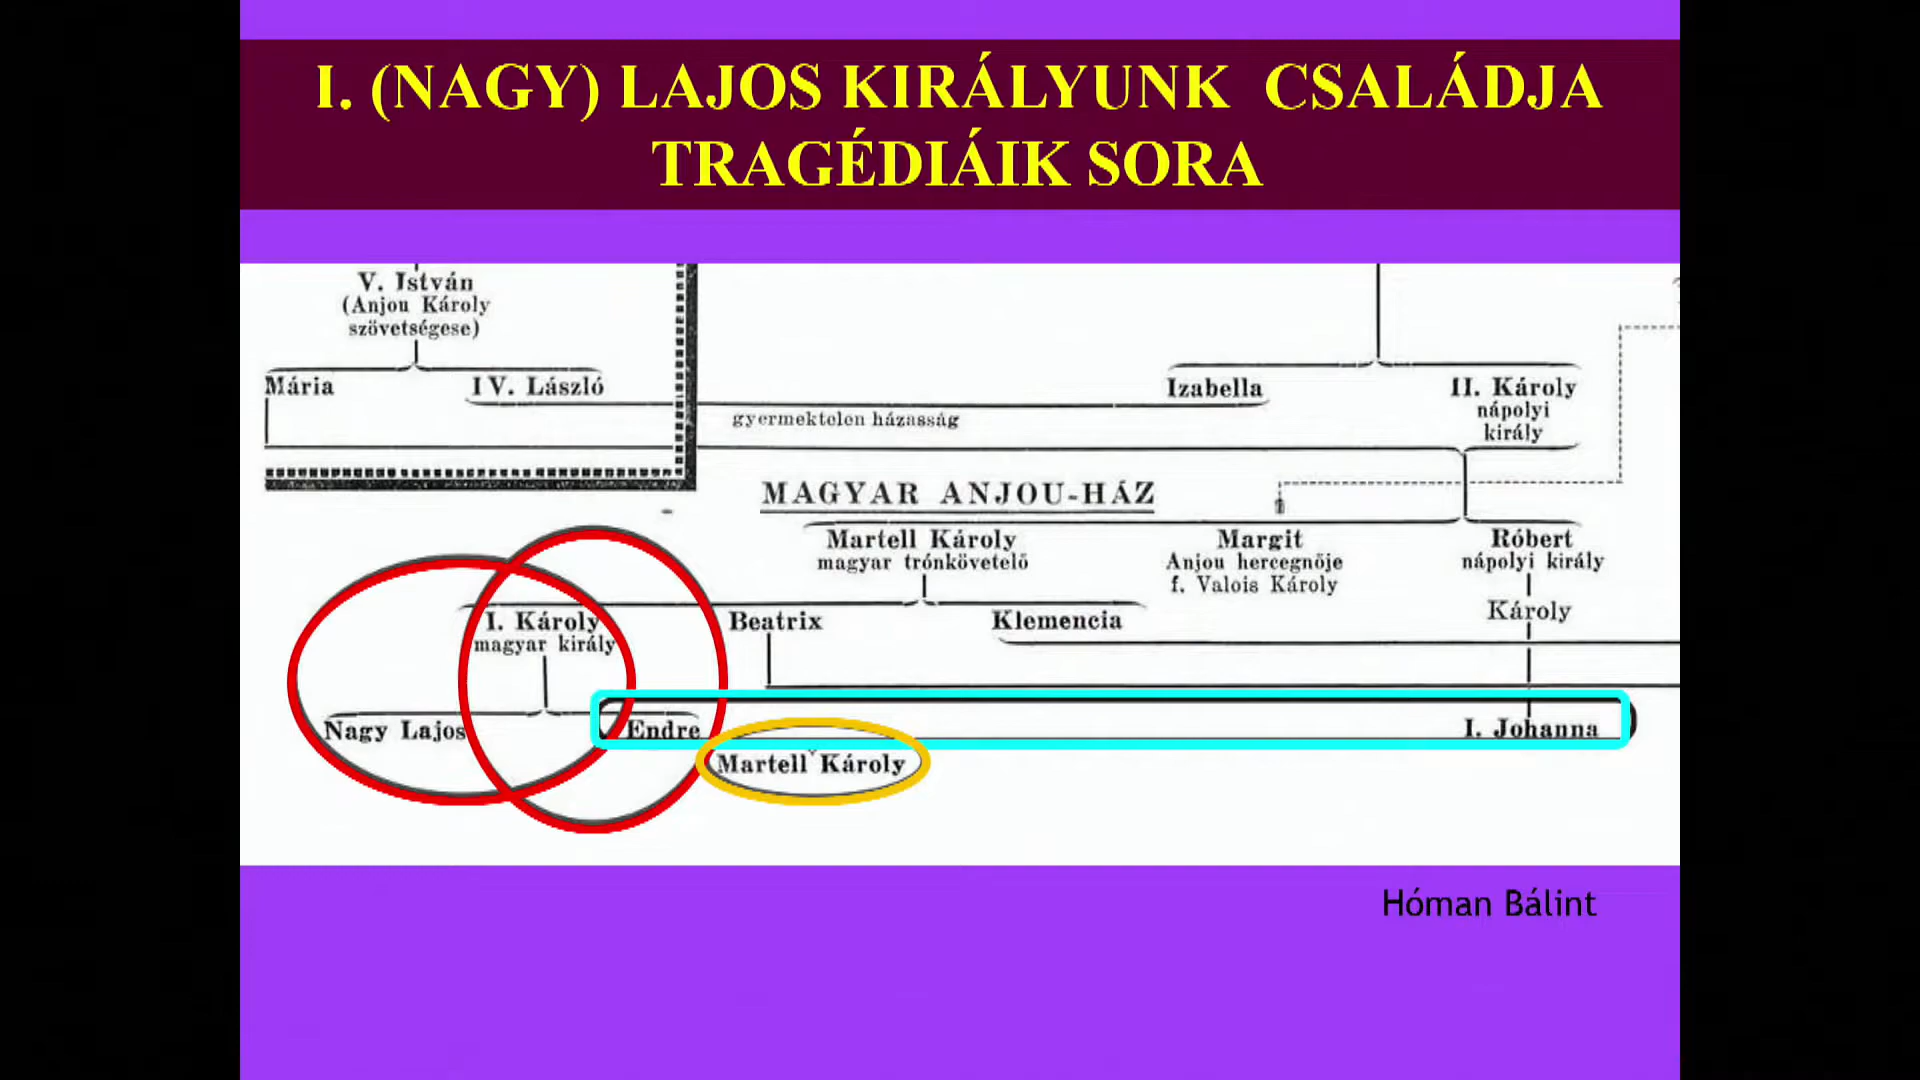 I. (NAGY) LAJOS KIRÁLYUNK CSALÁDJA
TRAGÉDIÁIK SORA
V. István
(Anjou Károly
szövetségese)
Mária
IV. László
Izabella
II. Károly
nápolyi
király
gyermektelen házasság
MAGYAR ANJOU-HÁZ
Martell Károly
magyar trónkövetelő
Margit
Anjou hercegnője
f. Valois Károly
Róbert
nápolyi király
I. Károly
magyar király
Beatrix
Klemencia
Károly
Nagy Lajos
Endre
I. Johanna
Martell Károly
Hóman Bálint